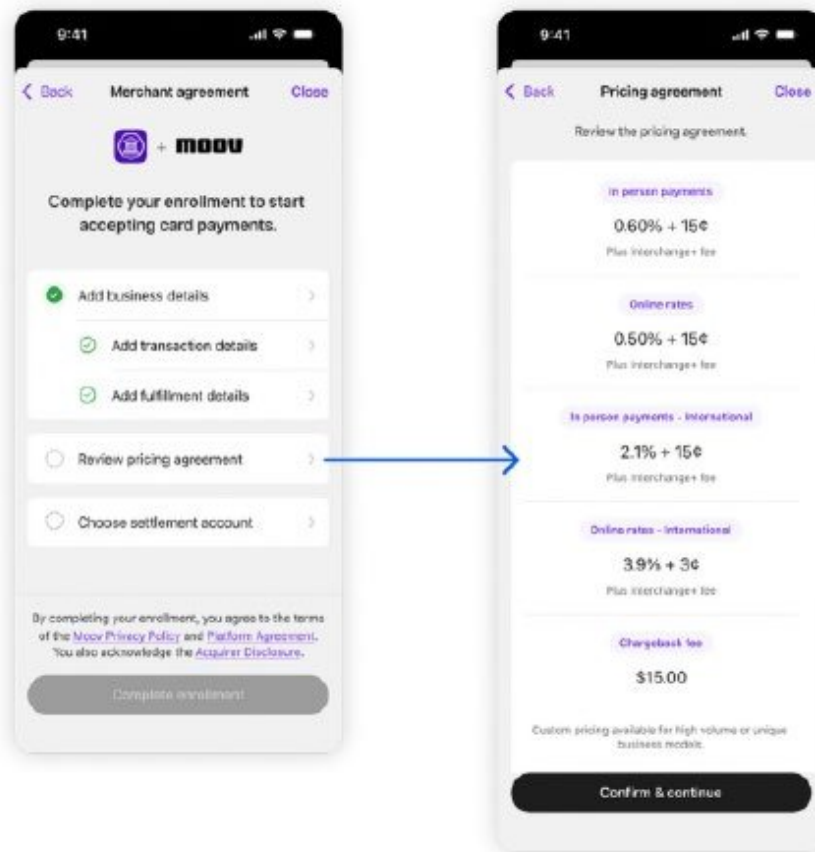 9:41
Back
Merchant agreement
Close
+ moov
Complete your enrollment to start
accepting card payments.
Add business details
Add transaction details
Add fulfillment details
Review pricing agreement
Choose settlement account
By completing your enrollment, you agree to the terms
of the Moov Privacy Policy and Platform Agreement.
You also acknowledge the Acquirer Disclosure.
Complete enrollment
9:41
Back
Pricing agreement
Close
Review the pricing agreement.
In person payments
0.60% + 15¢
Plus interchange+ fee
Online rates
0.50% + 15¢
Plus interchange+ fee
In person payments - International
2.1% + 15¢
Plus interchange+ fee
Online rates - International
3.9% + 3¢
Plus interchange+ fee
Chargeback fee
$15.00
Custom pricing available for high volume or unique
business models.
Confirm & continue